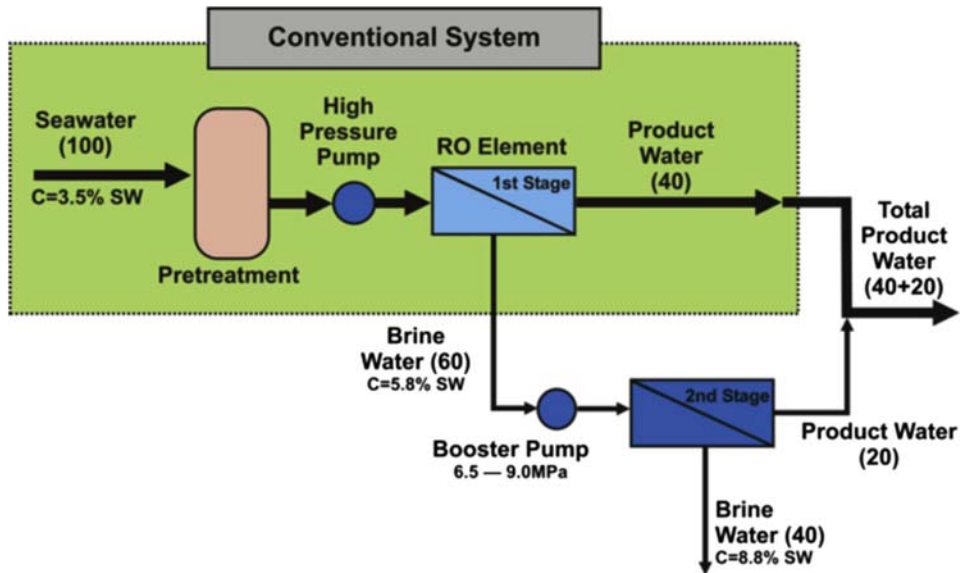 Conventional System
Seawater
(100)
C=3.5% SW
Pretreatment
High
Pressure
Pump
RO Element
1st Stage
Product
Water
(40)
Total
Product
Water
(40+20)
Brine
Water (60)
C=5.8% SW
Booster Pump
6.5 — 9.0MPa
2nd Stage
Product Water
(20)
Brine
Water (40)
C=8.8% SW